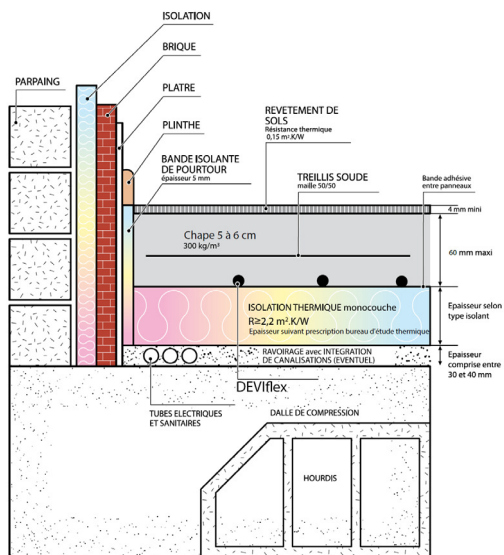 ISOLATION
BRIQUE
PARPAING
PLATRE
PLINTHE
REVETEMENT DE
SOLS
Résistance thermique
0,15 m².K/W
BANDE ISOLANTE
DE POURTOUR
épaisseur 5 mm
TREILLIS SOUDE
maille 50/50
Bande adhésive
entre panneaux
4 mm mini
Chape 5 à 6 cm
300 kg/m³
60 mm maxi
ISOLATION THERMIQUE monocouche
R≥2,2 m².K/W
Epaisseur suivant prescription bureau d'étude thermique
Epaisseur selon
type isolant
RAVOIRAGE avec INTEGRATION
DE CANALISATIONS (EVENTUEL)
Epaisseur
comprise entre
30 et 40 mm
DEVIflex
TUBES ELECTRIQUES
ET SANITAIRES
DALLE DE COMPRESSION
HOURDIS